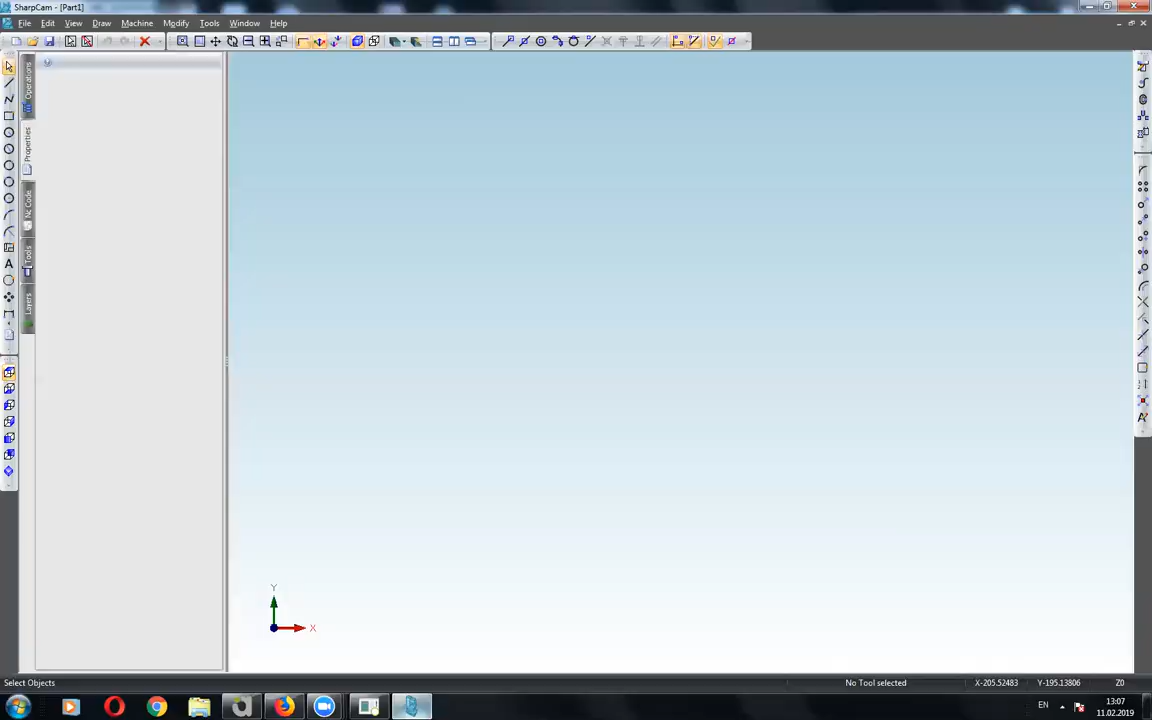 SharpCam - [Part1]
File Edit View Draw Machine Modify Tools Window Help
Operations
Properties
Nc Code
Tools
Layers
A
Y
X
Select Objects No Tool selected X-205.52483 Y-195.13806 Z0
EN 13:07
11.02.2019